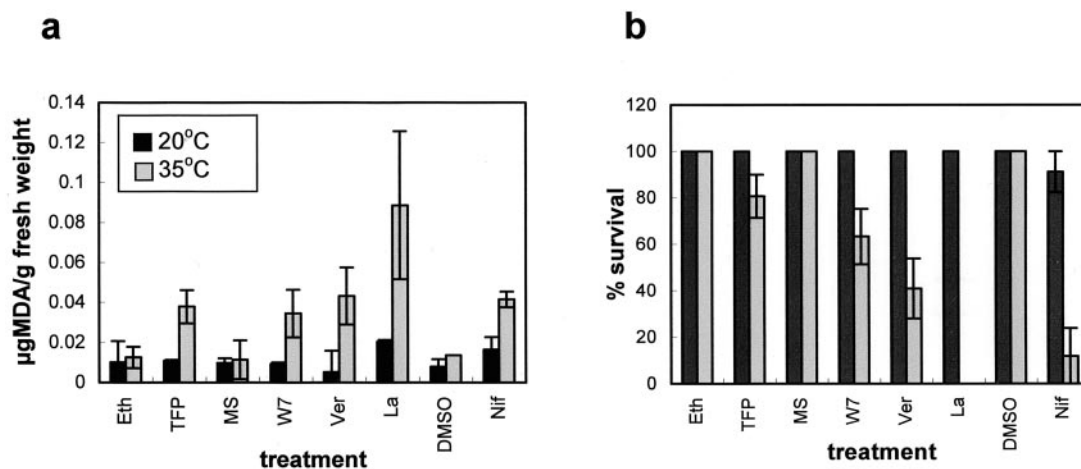 a
b
µgMDA/g fresh weight
0.14
0.12
0.1
0.08
0.06
0.04
0.02
0
20°C
35°C
Eth
TFP
MS
W7
Ver
La
DMSO
Nif
treatment
% survival
120
100
80
60
40
20
0
Eth
TFP
MS
W7
Ver
La
DMSO
Nif
treatment